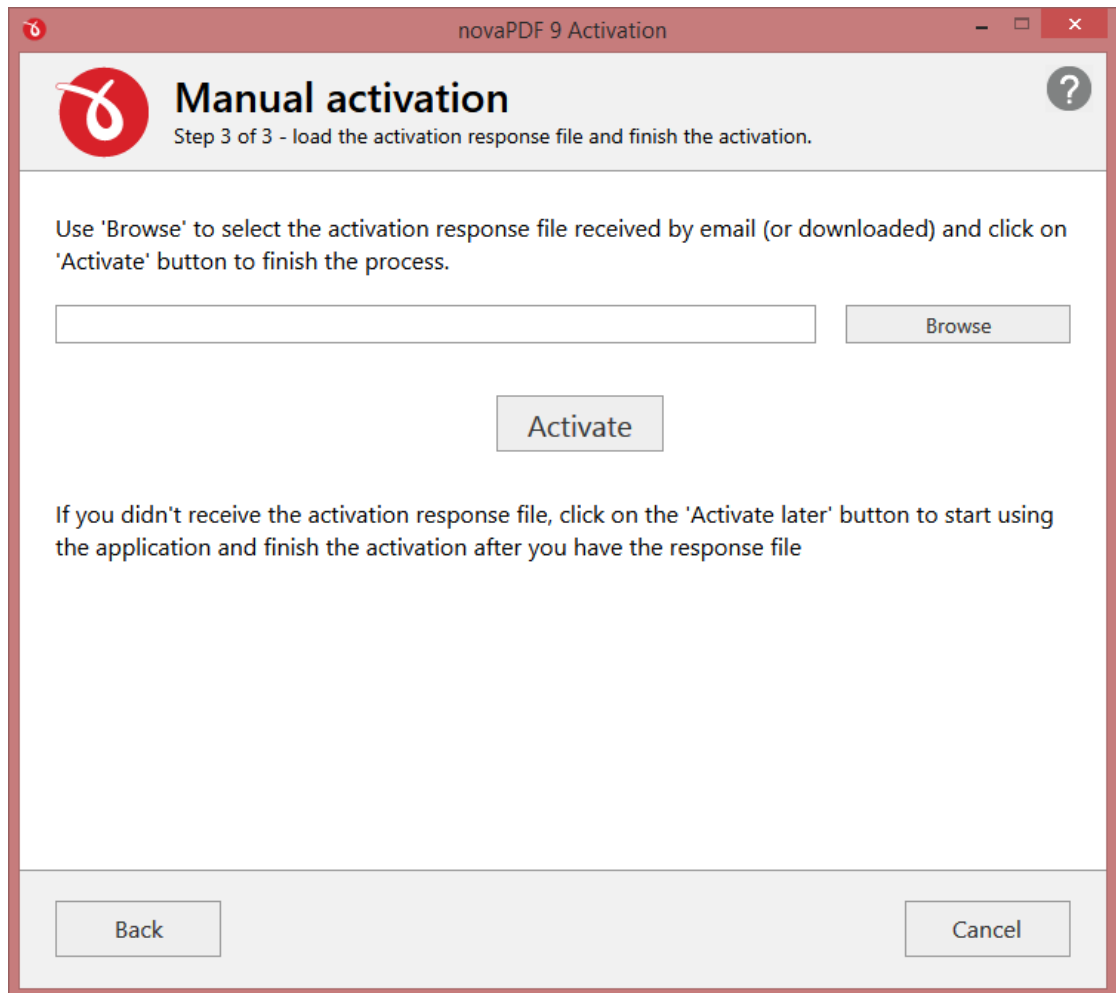 novaPDF 9 Activation
Manual activation
Step 3 of 3 - load the activation response file and finish the activation.
Use 'Browse' to select the activation response file received by email (or downloaded) and click on
'Activate' button to finish the process.
Browse
Activate
If you didn't receive the activation response file, click on the 'Activate later' button to start using
the application and finish the activation after you have the response file
Back
Cancel